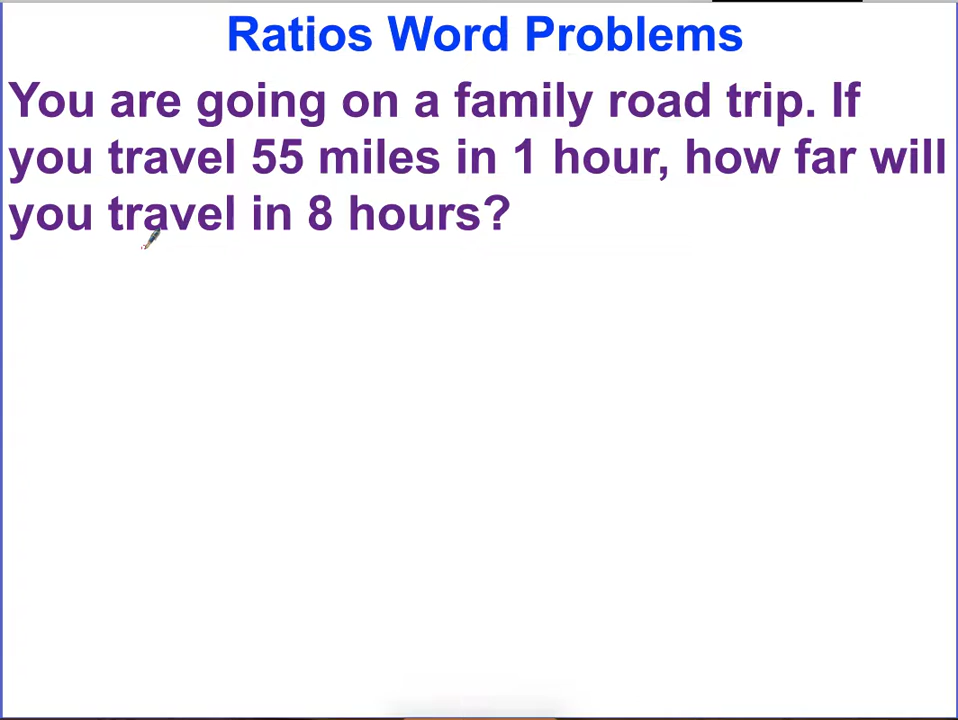 Ratios Word Problems
You are going on a family road trip. If
you travel 55 miles in 1 hour, how far will
you travel in 8 hours?